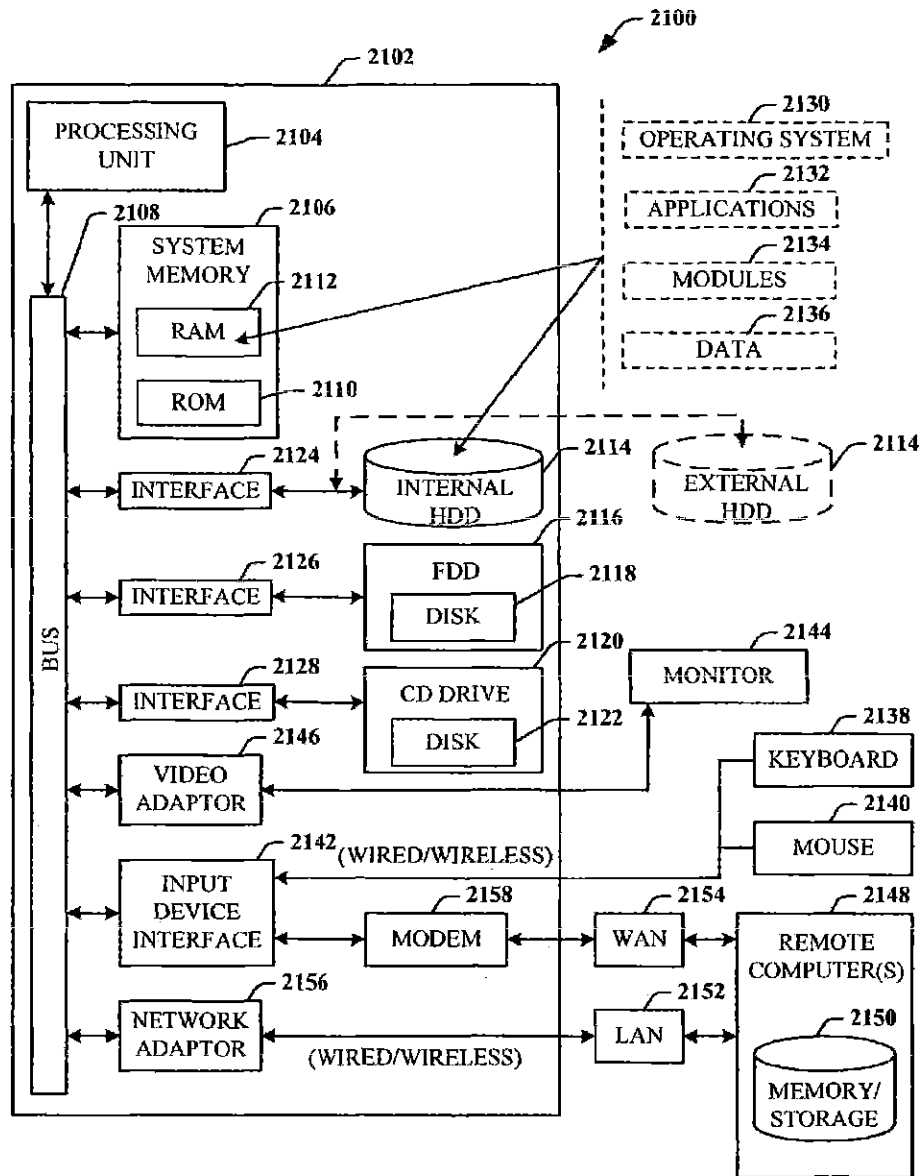 2100
2102
PROCESSING
UNIT
2104
2130
OPERATING SYSTEM
2132
APPLICATIONS
2134
MODULES
2136
DATA
2108
2106
SYSTEM
MEMORY
2112
RAM
2110
ROM
BUS
2124
INTERFACE
2114
INTERNAL
HDD
2114
EXTERNAL
HDD
2126
INTERFACE
2116
FDD
2118
DISK
2128
INTERFACE
2120
CD DRIVE
2122
DISK
2144
MONITOR
2146
VIDEO
ADAPTOR
2138
KEYBOARD
2140
MOUSE
2142
INPUT
DEVICE
INTERFACE
(WIRED/WIRELESS)
2158
MODEM
2154
WAN
2148
REMOTE
COMPUTER(S)
2156
NETWORK
ADAPTOR
(WIRED/WIRELESS)
2152
LAN
2150
MEMORY/
STORAGE